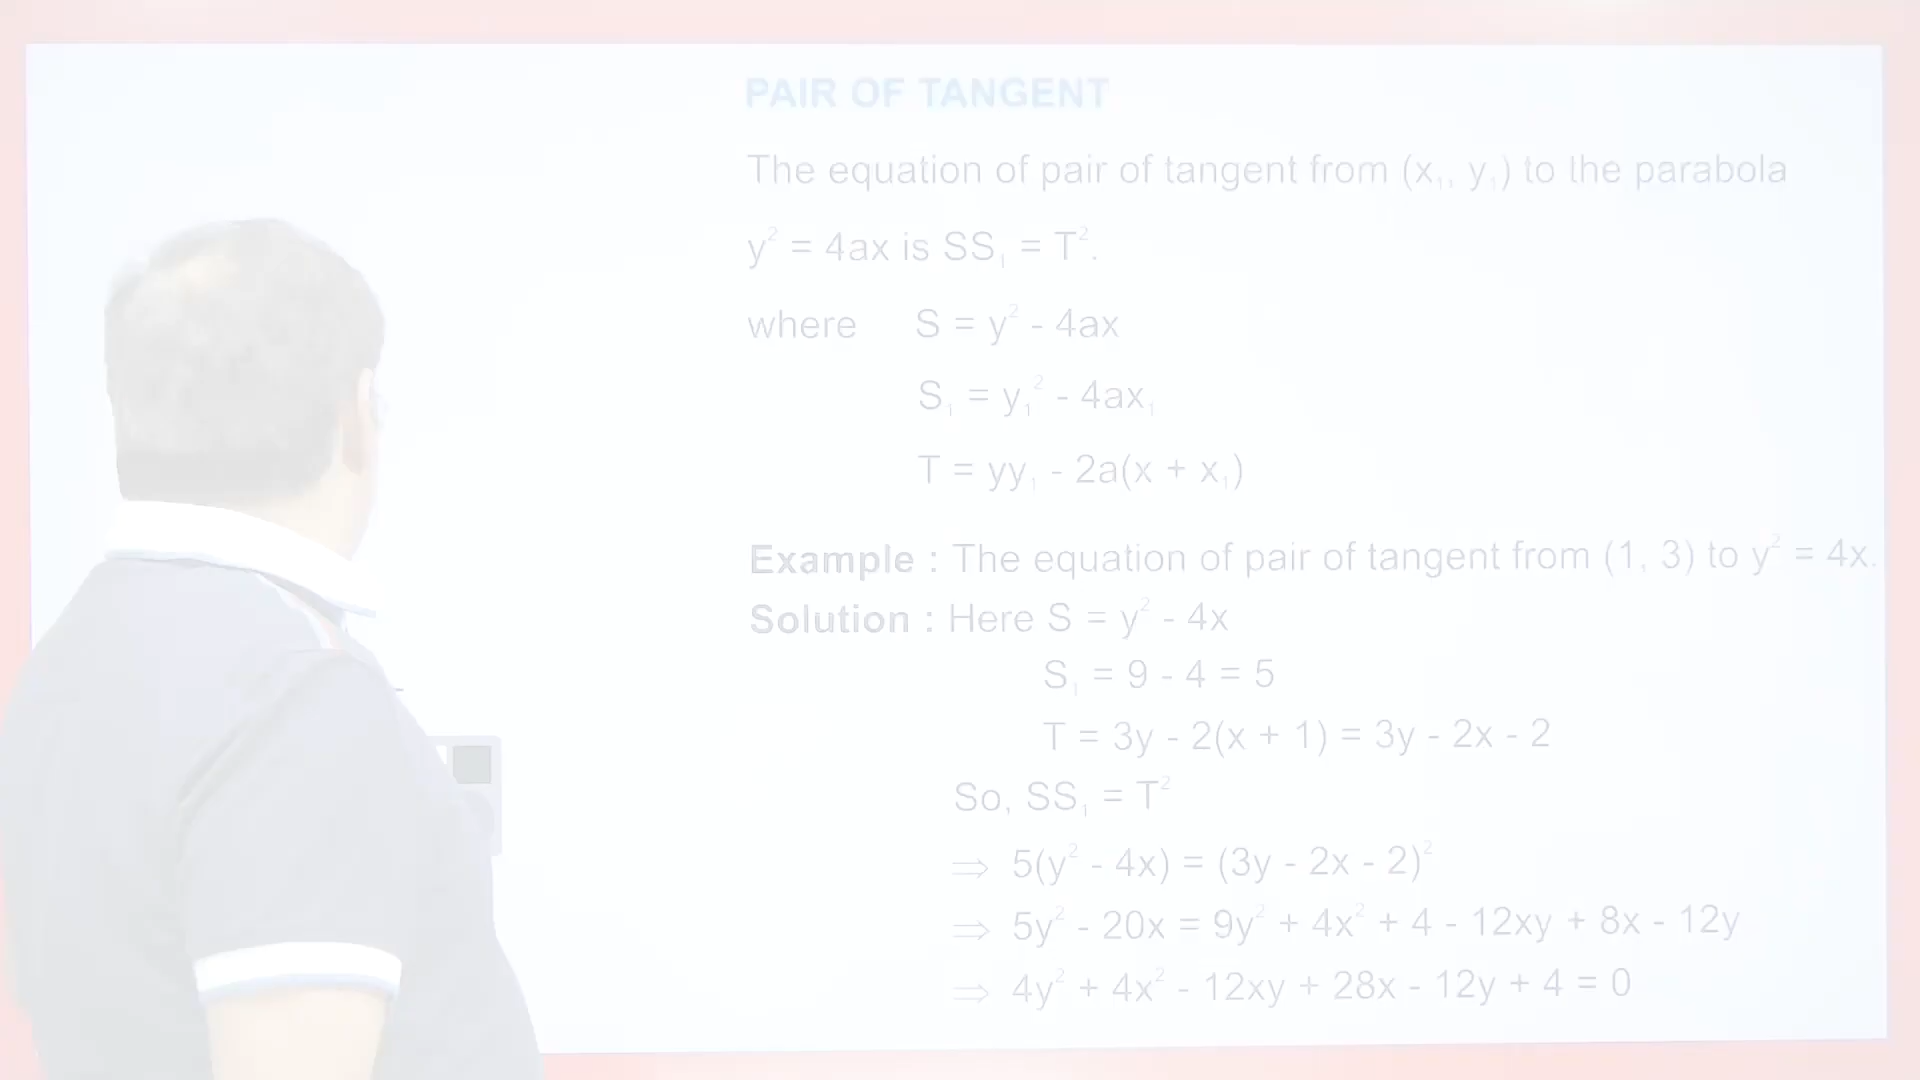 PAIR OF TANGENT
The equation of pair of tangent from (x₁, y₁) to the parabola
y² = 4ax is SS₁ = T².
where S = y² - 4ax
S₁ = y₁² - 4ax₁
T = yy₁ - 2a(x + x₁)
Example : The equation of pair of tangent from (1, 3) to y² = 4x.
Solution : Here S = y² - 4x
S₁ = 9 - 4 = 5
T = 3y - 2(x + 1) = 3y - 2x - 2
So, SS₁ = T²
⇒ 5(y² - 4x) = (3y - 2x - 2)²
⇒ 5y² - 20x = 9y² + 4x² + 4 - 12xy + 8x - 12y
⇒ 4y² + 4x² - 12xy + 28x - 12y + 4 = 0